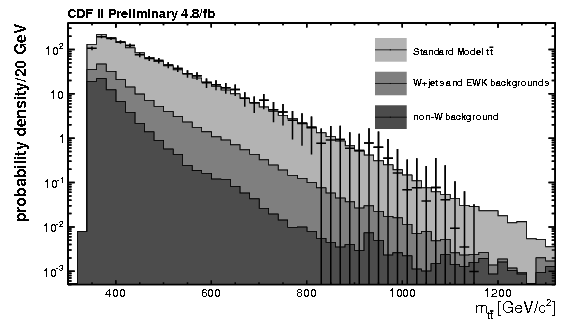 CDF II Preliminary 4.8/fb
probability density/20 GeV
10²
10
1
10⁻¹
10⁻²
10⁻³
Standard Model tt̄
W+jets and EWK backgrounds
non-W background
400 600 800 1000 1200
m_tt̄ [GeV/c²]